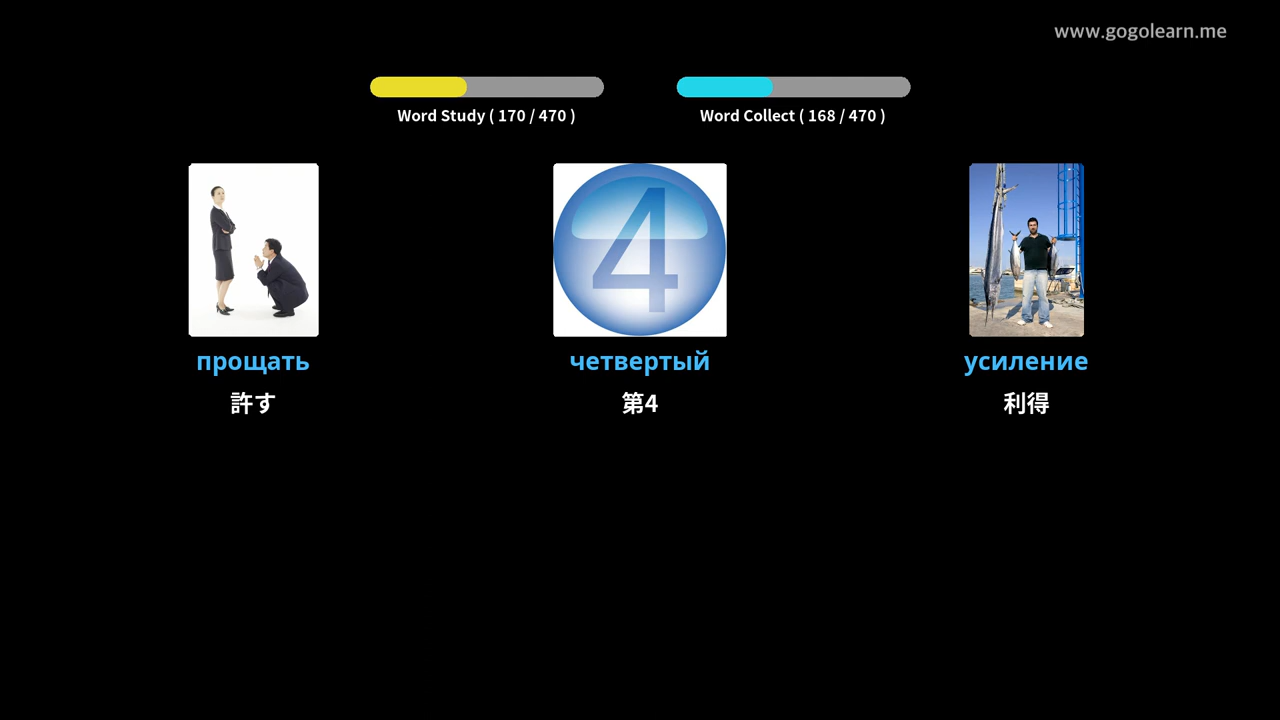 www.gogolearn.me
Word Study ( 170 / 470 )
Word Collect ( 168 / 470 )
4
прощать
четвертый
усиление
許す
第4
利得